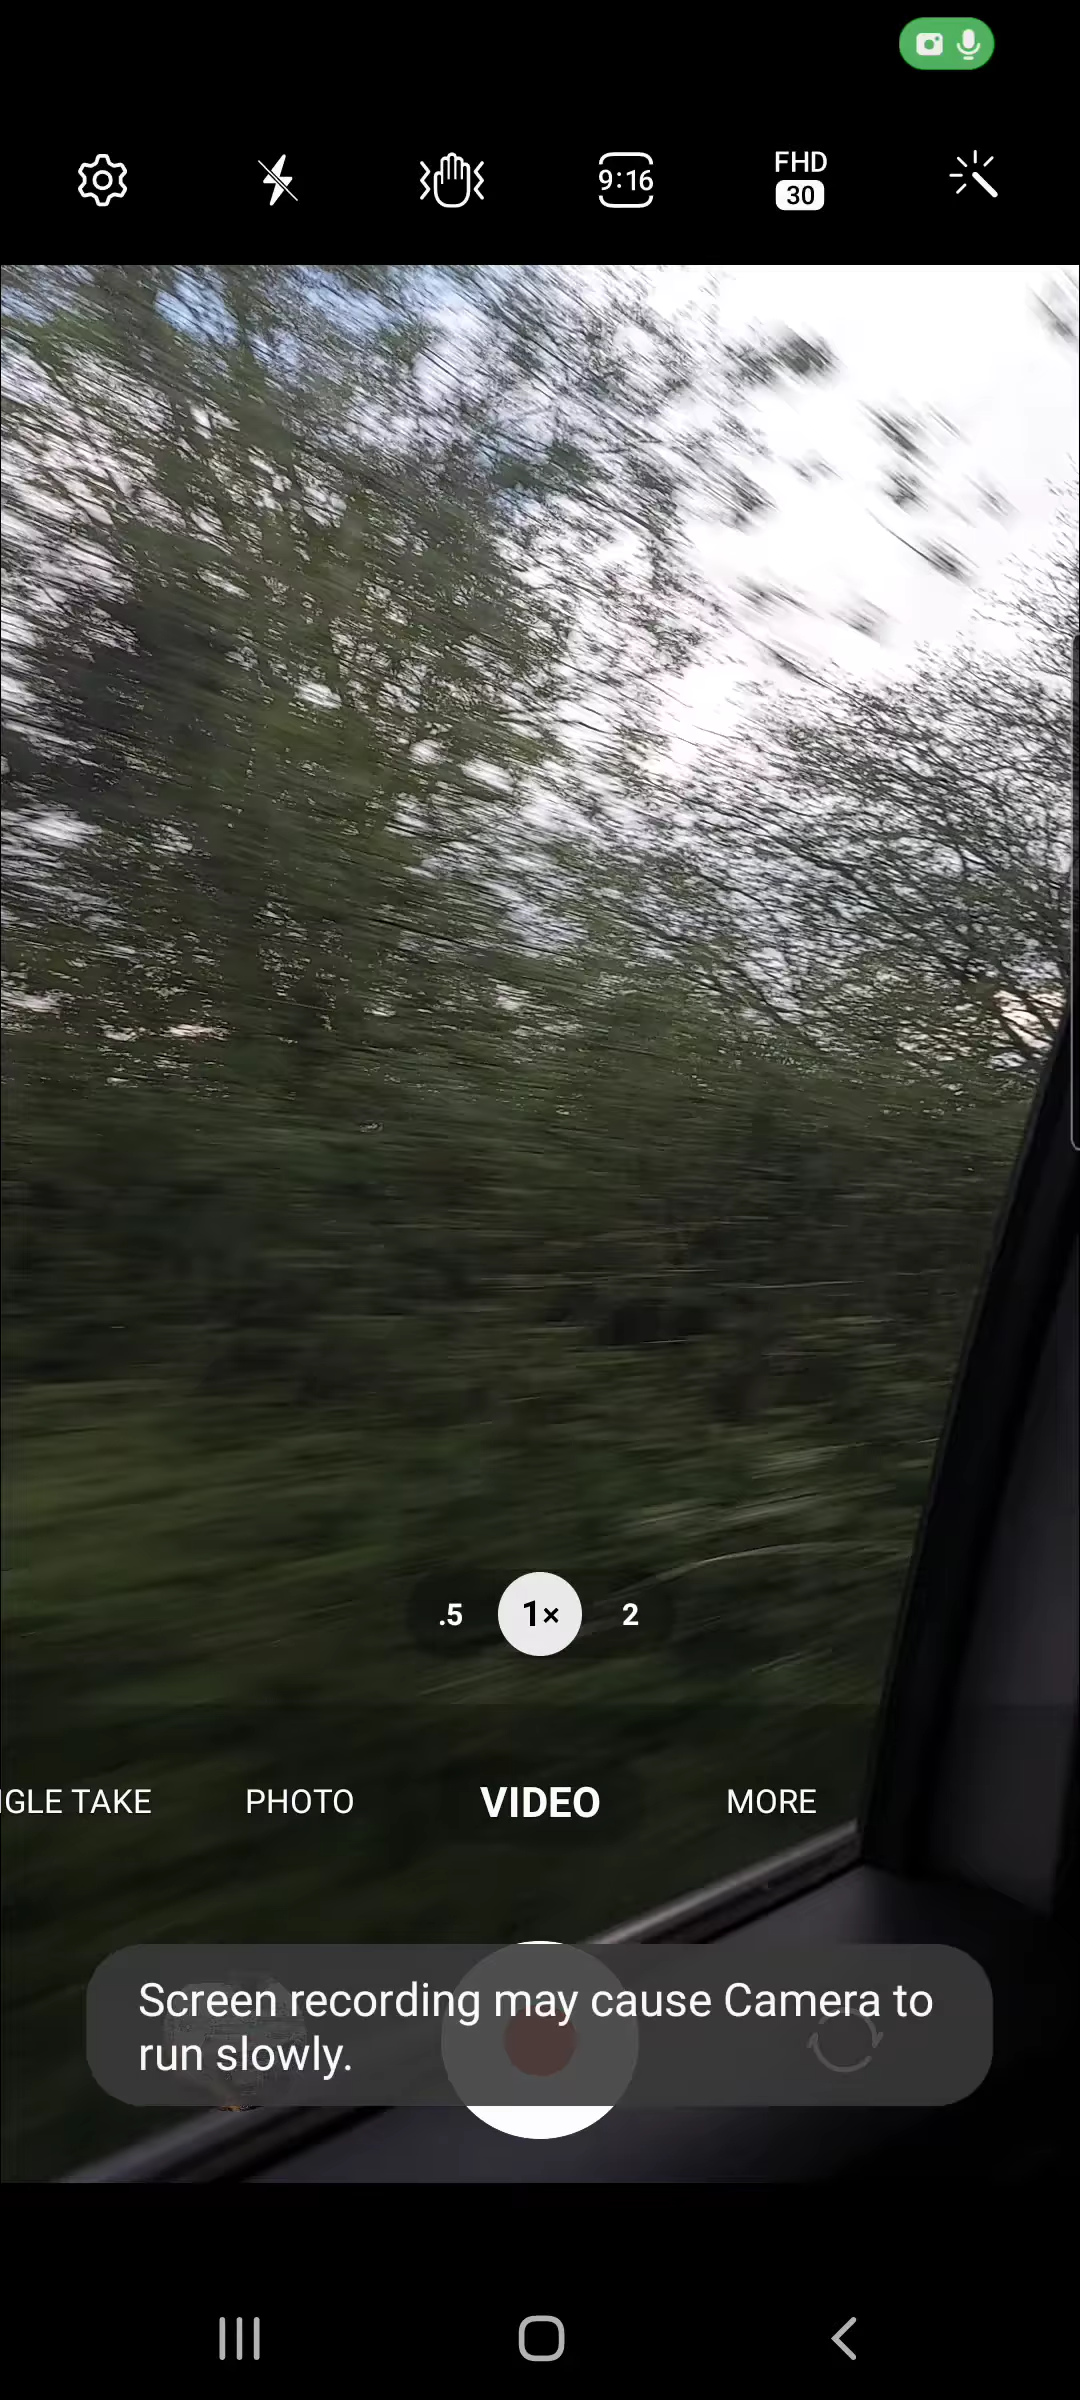 9:16
FHD
30
.5
1×
2
NGLE TAKE
PHOTO
VIDEO
MORE
Screen recording may cause Camera to
run slowly.